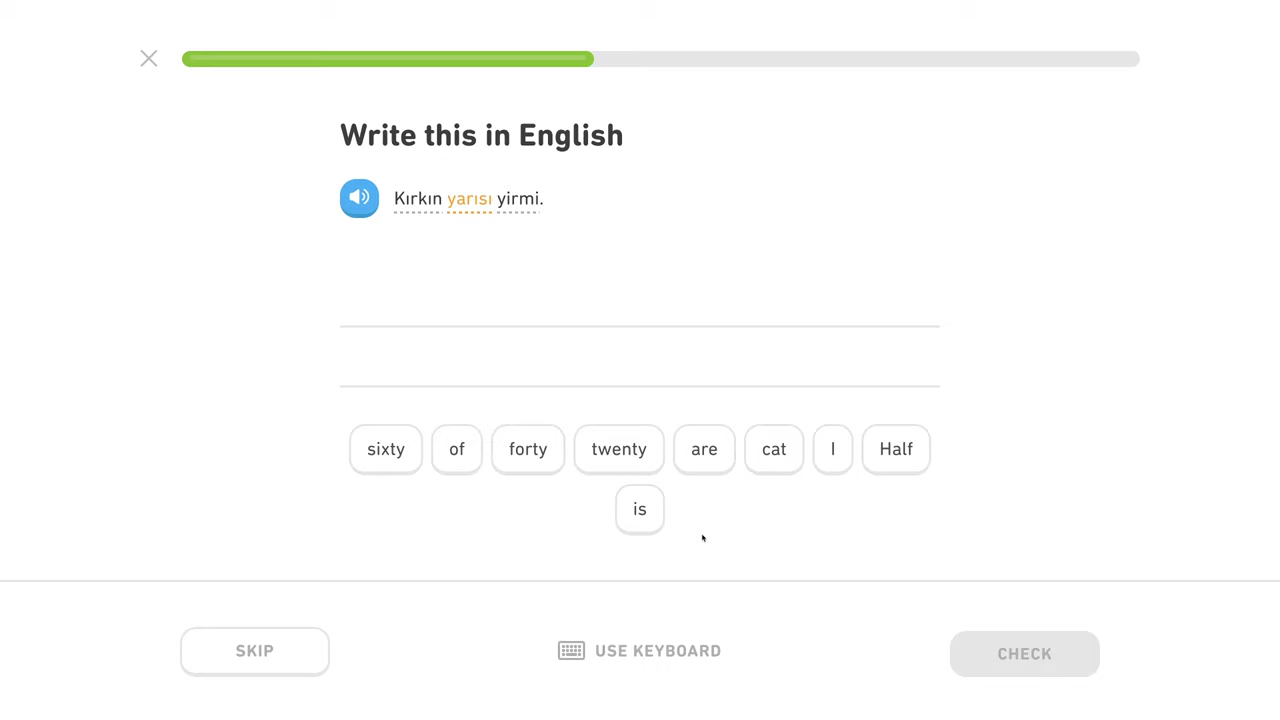 Write this in English
Kırkın yarısı yirmi.
sixty of forty twenty are cat I Half
is
SKIP USE KEYBOARD CHECK